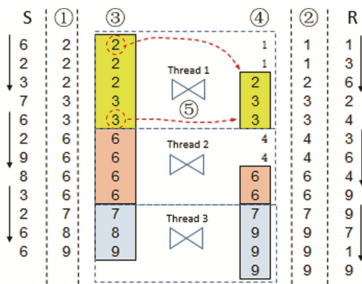 S ① ③ ④ ② R
6 2 2 1 1 1
2 2 2 1 1 3
Thread 1
3 2 2 2 2 6
7 3 3 3 3 2
⑤
6 3 3 3 3 4
2 6 6 4 4 3
Thread 2
9 6 6 4 4 6
8 6 6 6 6 4
3 6 6 6 6 9
2 7 7 7 7 9
Thread 3
6 8 8 9 9 7
6 9 9 9 9 1
9 9 9